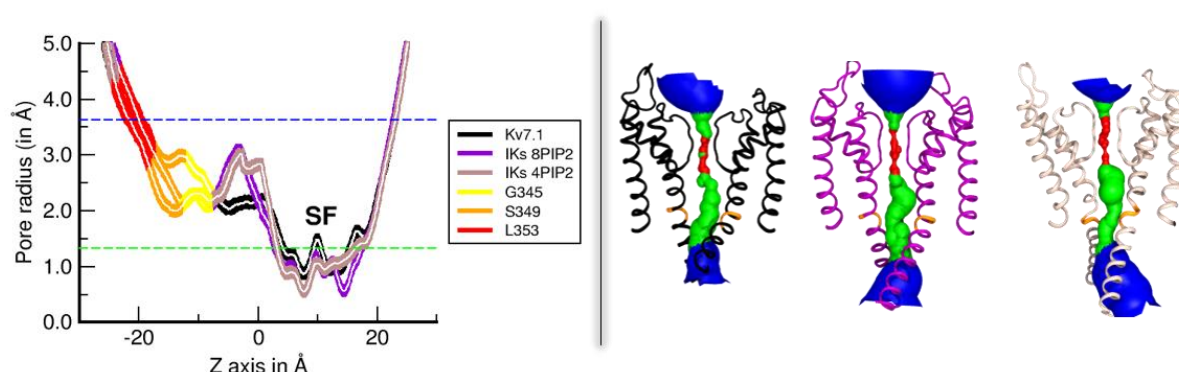 5.0
4.0
3.0
2.0
1.0
0.0
Pore radius (in Å)
-20
0
20
Z axis in Å
SF
Kv7.1
IKs 8PIP2
IKs 4PIP2
G345
S349
L353